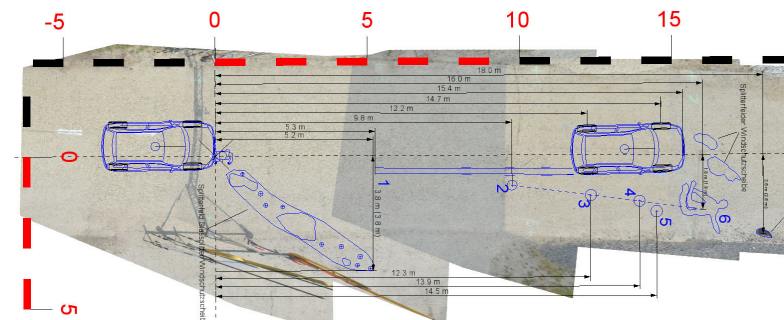 -5
0
5
10
15
18.0 m
16.0 m
15.4 m
14.7 m
12.2 m
9.8 m
5.3 m
5.2 m
0
5
1
2
3
4
5
6
3.8 m (3.8 m)
Splitterfelder Windschutzscheibe
12.3 m
13.9 m
14.5 m